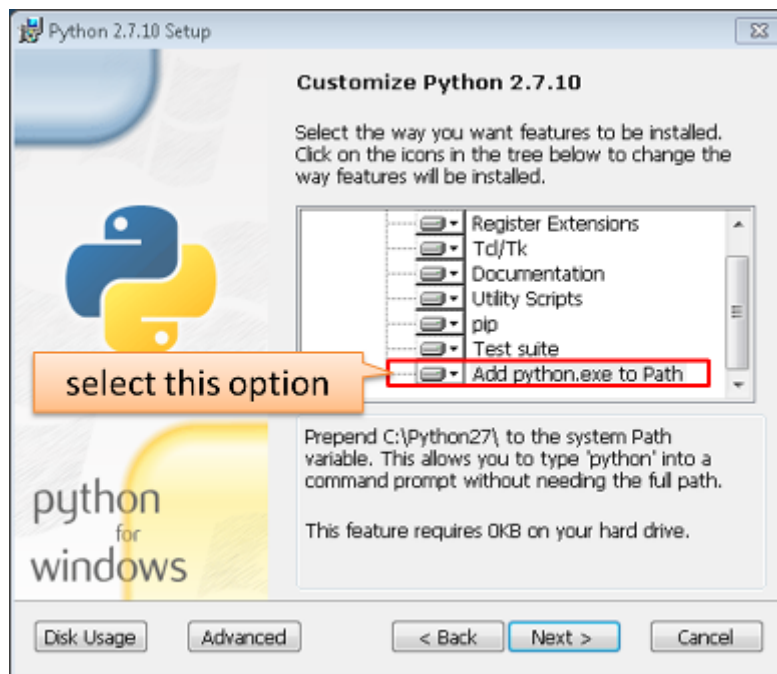 Python 2.7.10 Setup
Customize Python 2.7.10
Select the way you want features to be installed.
Click on the icons in the tree below to change the
way features will be installed.
Register Extensions
Tcl/Tk
Documentation
Utility Scripts
pip
Test suite
Add python.exe to Path
select this option
Prepend C:\Python27\ to the system Path
variable. This allows you to type 'python' into a
command prompt without needing the full path.
This feature requires 0KB on your hard drive.
python
for
windows
Disk Usage
Advanced
< Back
Next >
Cancel